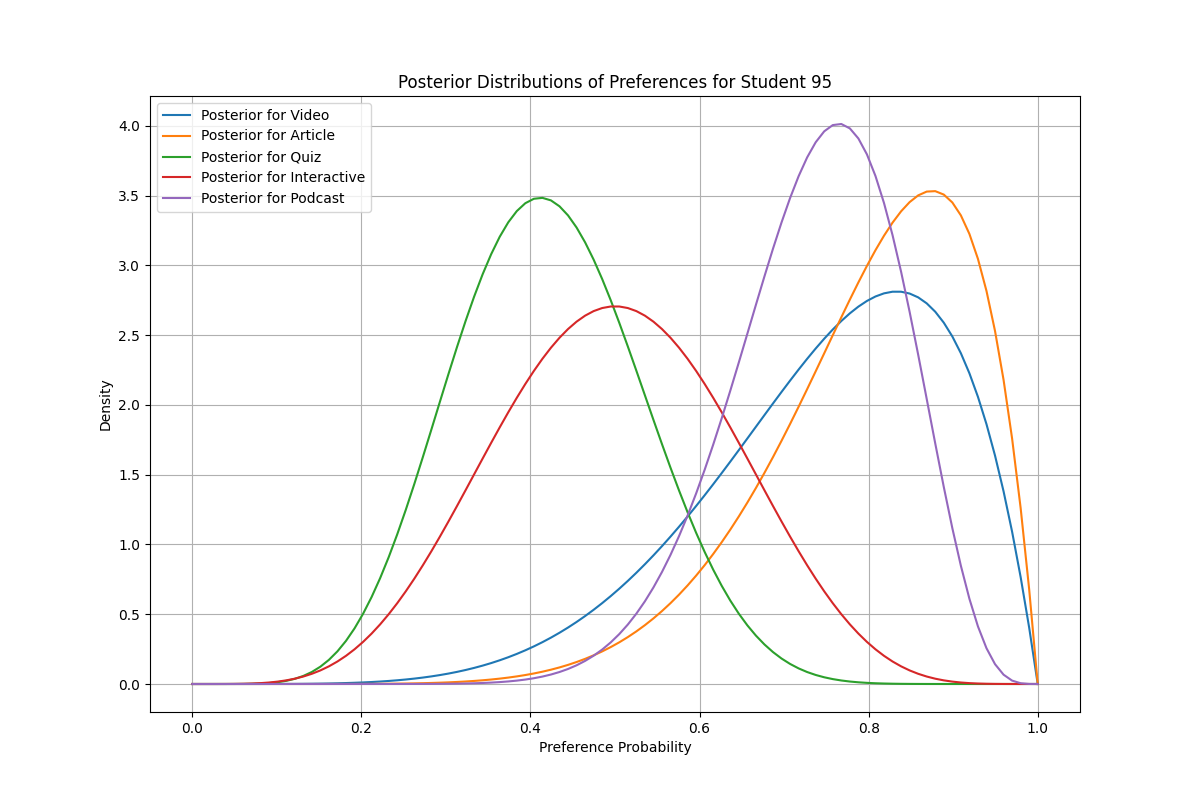 Posterior Distributions of Preferences for Student 95
Posterior for Video
Posterior for Article
Posterior for Quiz
Posterior for Interactive
Posterior for Podcast
Density
4.0
3.5
3.0
2.5
2.0
1.5
1.0
0.5
0.0
0.0 0.2 0.4 0.6 0.8 1.0
Preference Probability